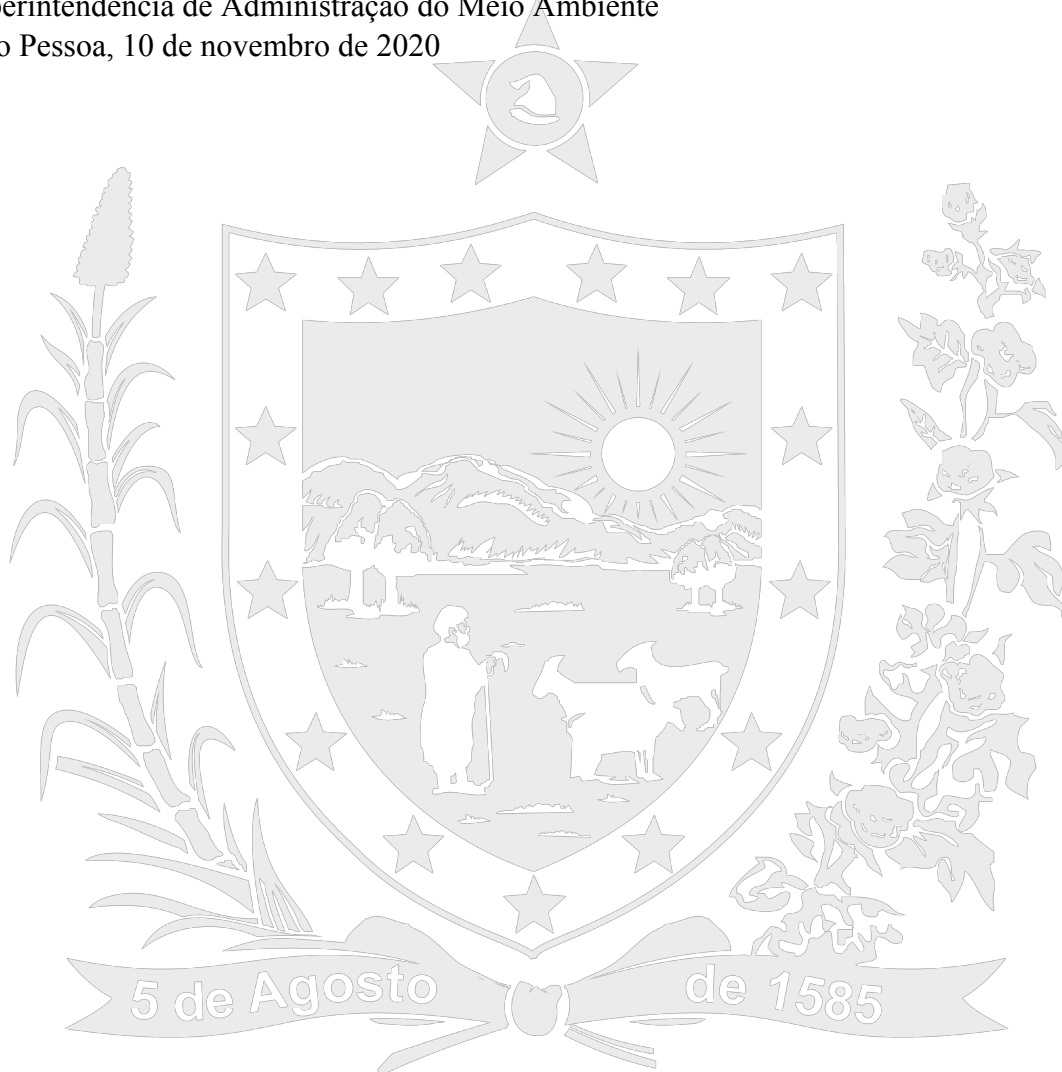 perintendência de Administração do Meio Ambiente
o Pessoa, 10 de novembro de 2020
5 de Agosto de 1585